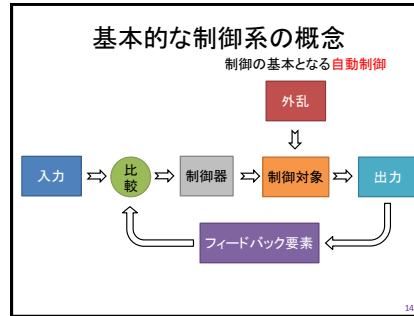 基本的な制御系の概念
制御の基本となる自動制御
外乱
入力
比
較
制御器
制御対象
出力
フィードバック要素
14